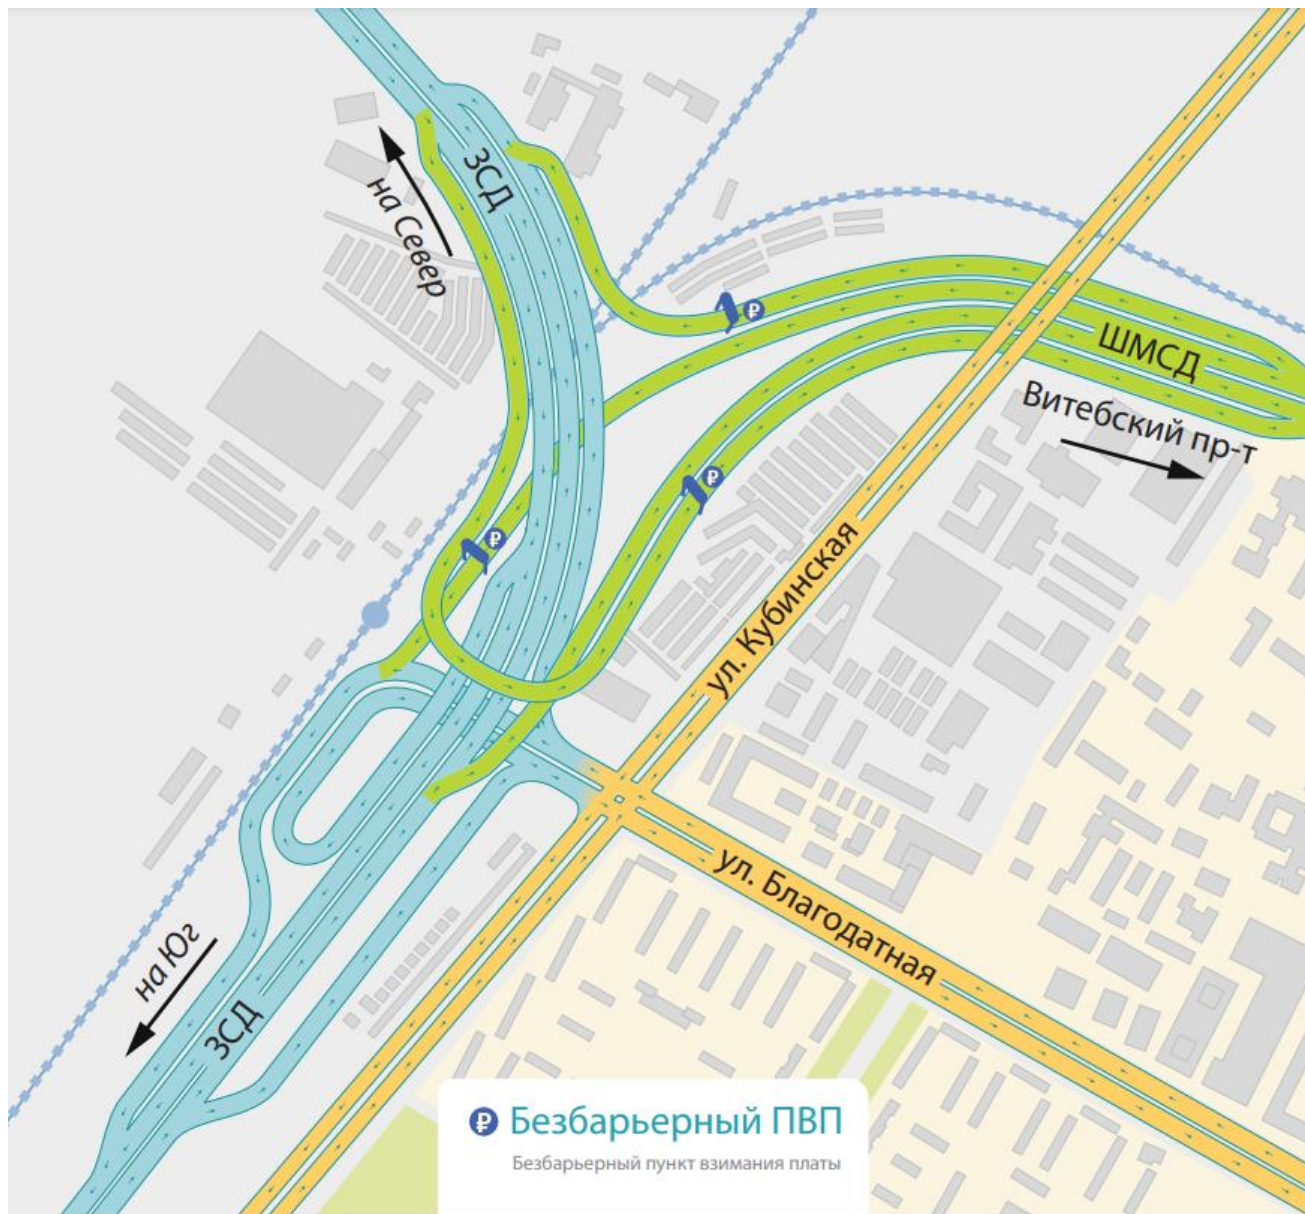 ЗСД
на Север
₽
ШМСД
Витебский пр-т
₽
₽
ул. Кубинская
ул. Благодатная
на Юг
ЗСД
₽ Безбарьерный ПВП
Безбарьерный пункт взимания платы